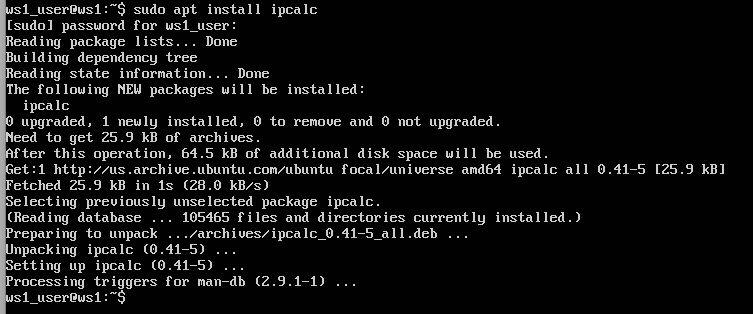 ws1_user@ws1:~$ sudo apt install ipcalc
[sudo] password for ws1_user:
Reading package lists... Done
Building dependency tree
Reading state information... Done
The following NEW packages will be installed:
  ipcalc
0 upgraded, 1 newly installed, 0 to remove and 0 not upgraded.
Need to get 25.9 kB of archives.
After this operation, 64.5 kB of additional disk space will be used.
Get:1 http://us.archive.ubuntu.com/ubuntu focal/universe amd64 ipcalc all 0.41-5 [25.9 kB]
Fetched 25.9 kB in 1s (28.0 kB/s)
Selecting previously unselected package ipcalc.
(Reading database ... 105465 files and directories currently installed.)
Preparing to unpack .../archives/ipcalc_0.41-5_all.deb ...
Unpacking ipcalc (0.41-5) ...
Setting up ipcalc (0.41-5) ...
Processing triggers for man-db (2.9.1-1) ...
ws1_user@ws1:~$